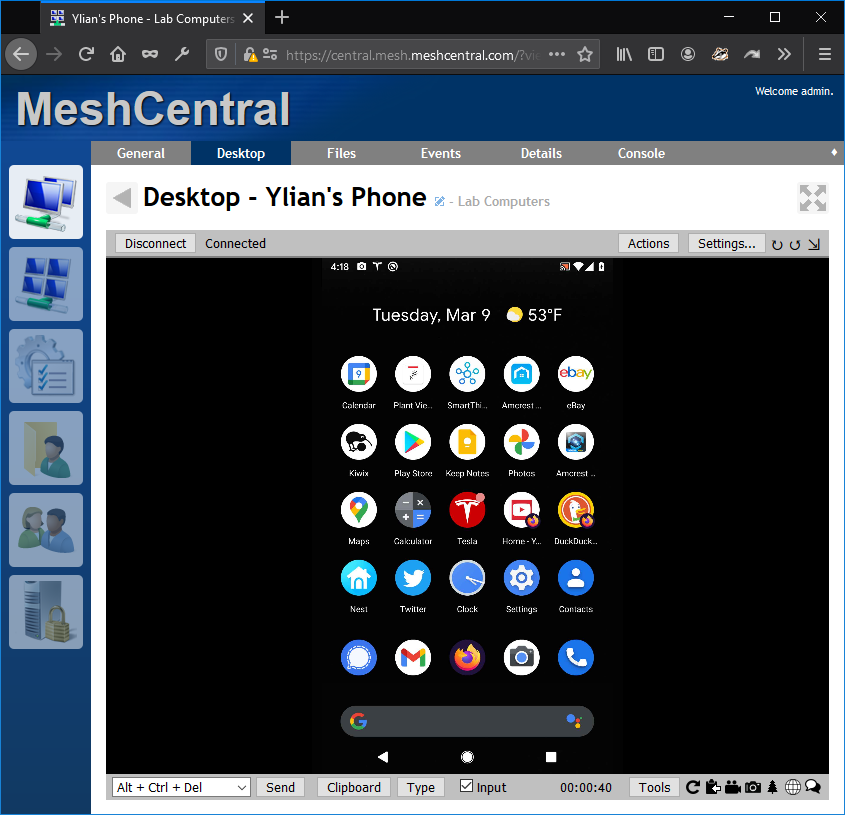 Ylian's Phone - Lab Computers
https://central.mesh.meshcentral.com/?vi
MeshCentral
Welcome admin.
General Desktop Files Events Details Console
Desktop - Ylian's Phone - Lab Computers
Disconnect Connected Actions Settings...
4:18
Tuesday, Mar 9 53°F
9
ebay
Calendar Plant Vie... SmartThi... Amcrest ... eBay
Kiwix Play Store Keep Notes Photos Amcrest ...
Maps Calculator Tesla Home - Y... DuckDuck...
Nest Twitter Clock Settings Contacts
Alt + Ctrl + Del Send Clipboard Type Input 00:00:40 Tools